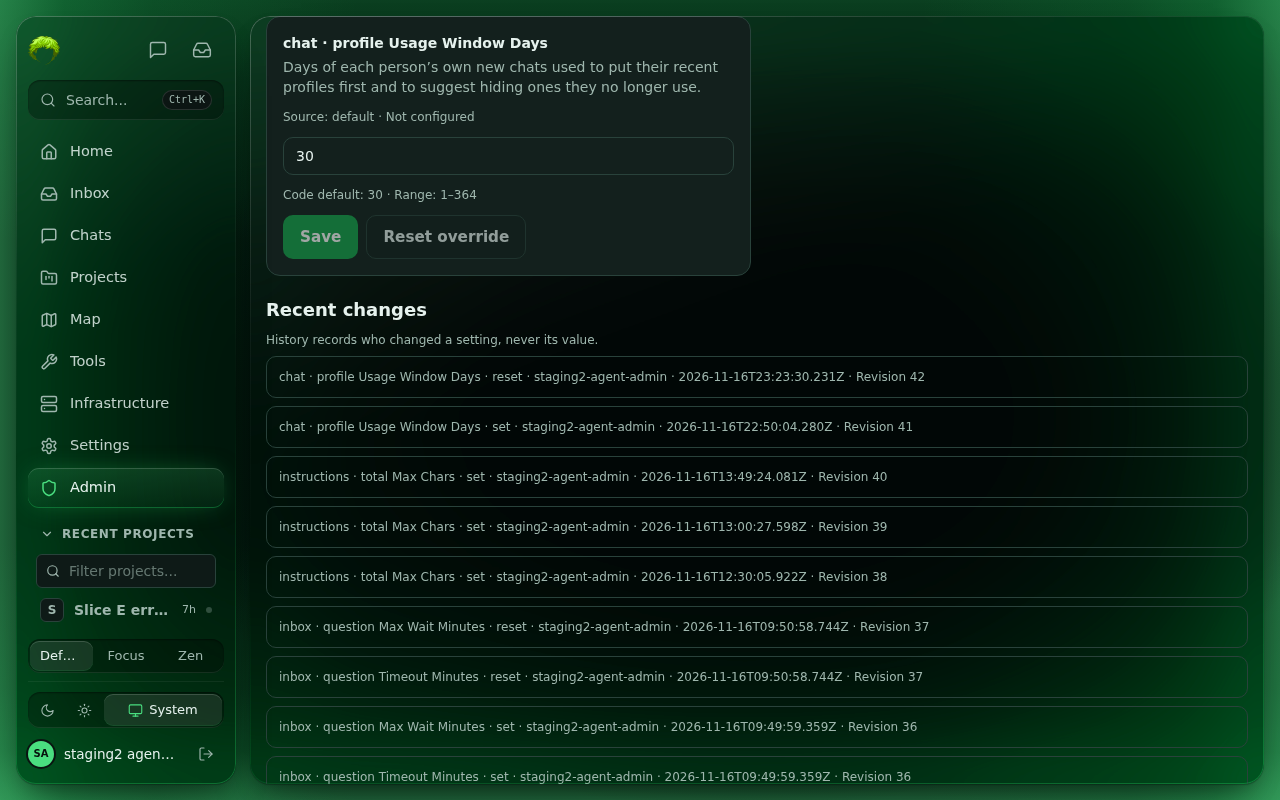 Search...
Ctrl+K
Home
Inbox
Chats
Projects
Map
Tools
Infrastructure
Settings
Admin
RECENT PROJECTS
Filter projects...
S
Slice E err...
7h
Def...
Focus
Zen
System
SA
staging2 agen...
chat · profile Usage Window Days
Days of each person’s own new chats used to put their recent
profiles first and to suggest hiding ones they no longer use.
Source: default · Not configured
30
Code default: 30 · Range: 1–364
Save
Reset override
Recent changes
History records who changed a setting, never its value.
chat · profile Usage Window Days · reset · staging2-agent-admin · 2026-11-16T23:23:30.231Z · Revision 42
chat · profile Usage Window Days · set · staging2-agent-admin · 2026-11-16T22:50:04.280Z · Revision 41
instructions · total Max Chars · set · staging2-agent-admin · 2026-11-16T13:49:24.081Z · Revision 40
instructions · total Max Chars · set · staging2-agent-admin · 2026-11-16T13:00:27.598Z · Revision 39
instructions · total Max Chars · set · staging2-agent-admin · 2026-11-16T12:30:05.922Z · Revision 38
inbox · question Max Wait Minutes · reset · staging2-agent-admin · 2026-11-16T09:50:58.744Z · Revision 37
inbox · question Timeout Minutes · reset · staging2-agent-admin · 2026-11-16T09:50:58.744Z · Revision 37
inbox · question Max Wait Minutes · set · staging2-agent-admin · 2026-11-16T09:49:59.359Z · Revision 36
inbox · question Timeout Minutes · set · staging2-agent-admin · 2026-11-16T09:49:59.359Z · Revision 36